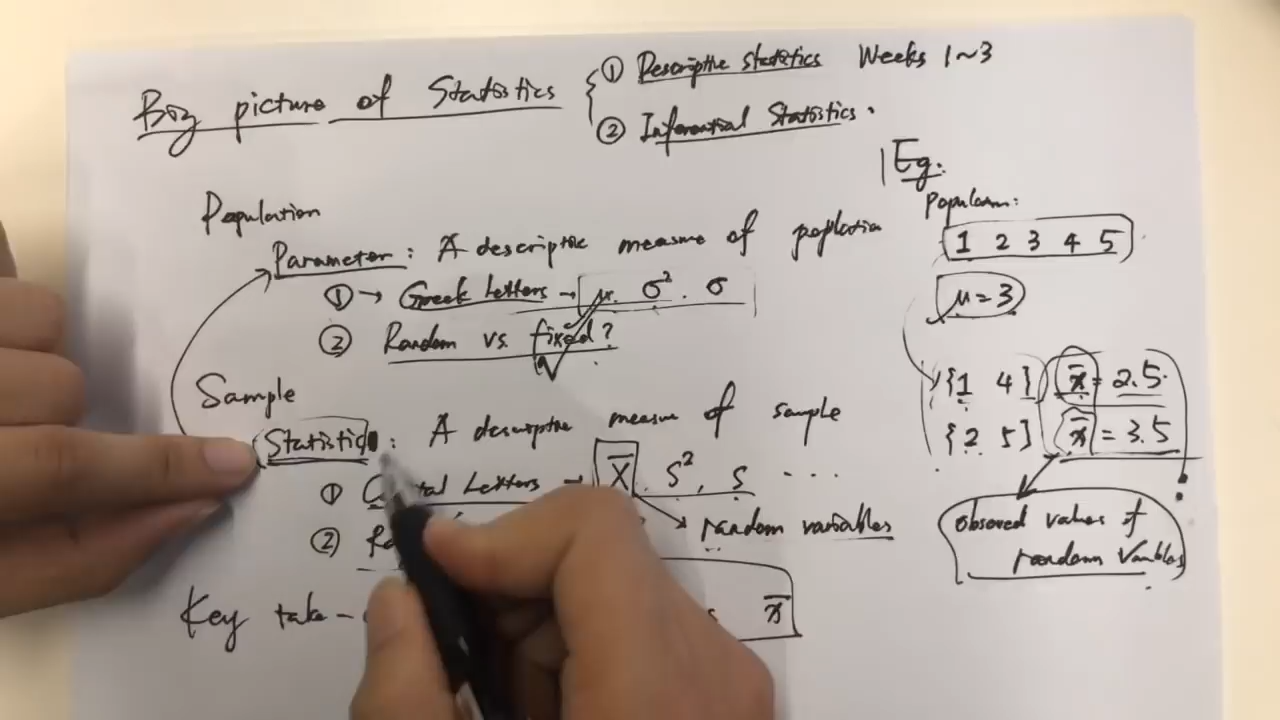 Big picture of Statistics
① Descriptive Statistics Weeks 1~3
② Inferential Statistics.
Population
Parameter: A descriptive measure of population
① → Greek Letters → μ. σ². σ
② Random vs. fixed?
Sample
Statistic: A descriptive measure of sample
① Letters → X̄. S², S ...
random variables
②
Key take-
x̄
Eg.
Population:
1 2 3 4 5
μ=3
{1 4} x̄ = 2.5.
{2 5} x̄ = 3.5
observed values of
random variables